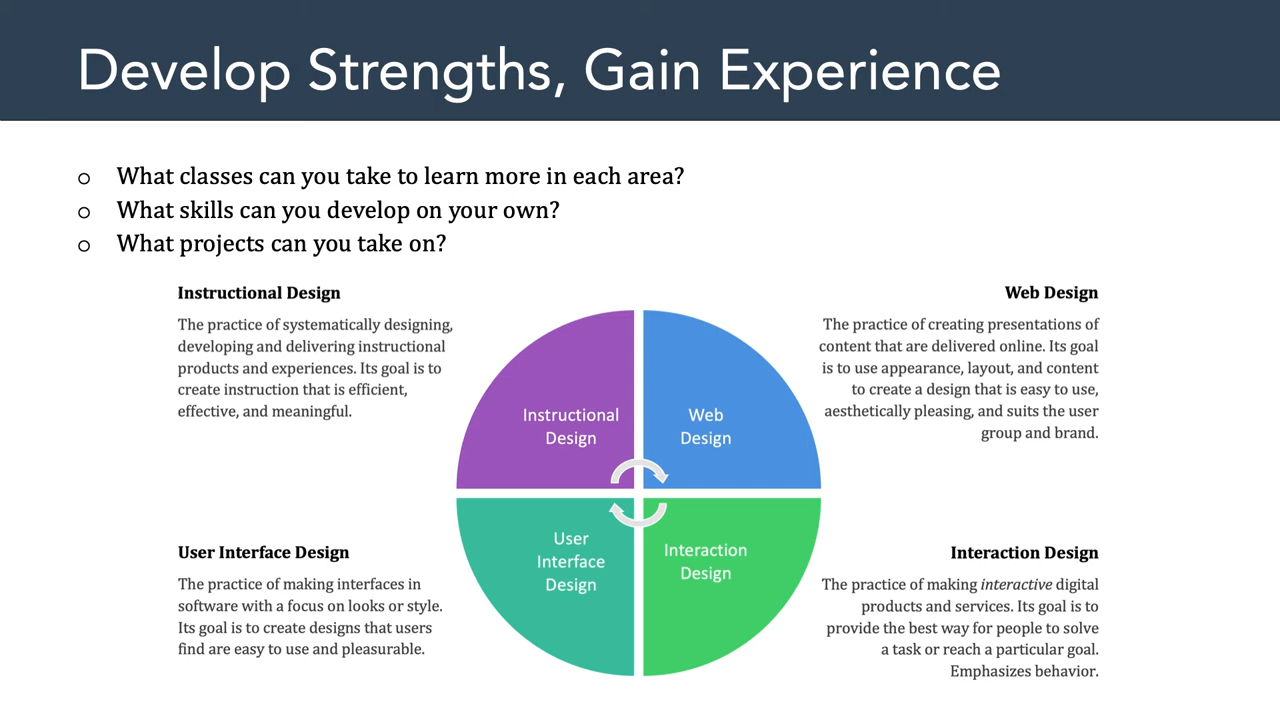 Develop Strengths, Gain Experience
o What classes can you take to learn more in each area?
o What skills can you develop on your own?
o What projects can you take on?
Instructional Design
The practice of systematically designing,
developing and delivering instructional
products and experiences. Its goal is to
create instruction that is efficient,
effective, and meaningful.
Web Design
The practice of creating presentations of
content that are delivered online. Its goal
is to use appearance, layout, and content
to create a design that is easy to use,
aesthetically pleasing, and suits the user
group and brand.
Instructional
Design
Web
Design
User
Interface
Design
Interaction
Design
User Interface Design
The practice of making interfaces in
software with a focus on looks or style.
Its goal is to create designs that users
find are easy to use and pleasurable.
Interaction Design
The practice of making interactive digital
products and services. Its goal is to
provide the best way for people to solve
a task or reach a particular goal.
Emphasizes behavior.